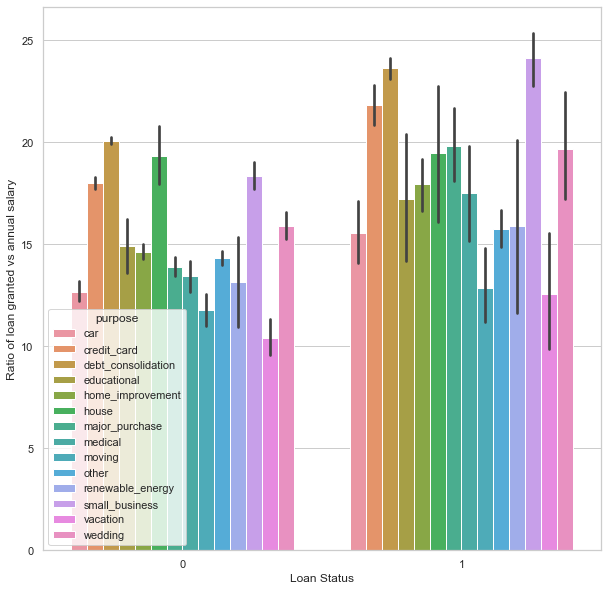 25
20
15
10
5
0
Ratio of loan granted vs annual salary
purpose
car
credit_card
debt_consolidation
educational
home_improvement
house
major_purchase
medical
moving
other
renewable_energy
small_business
vacation
wedding
0
1
Loan Status